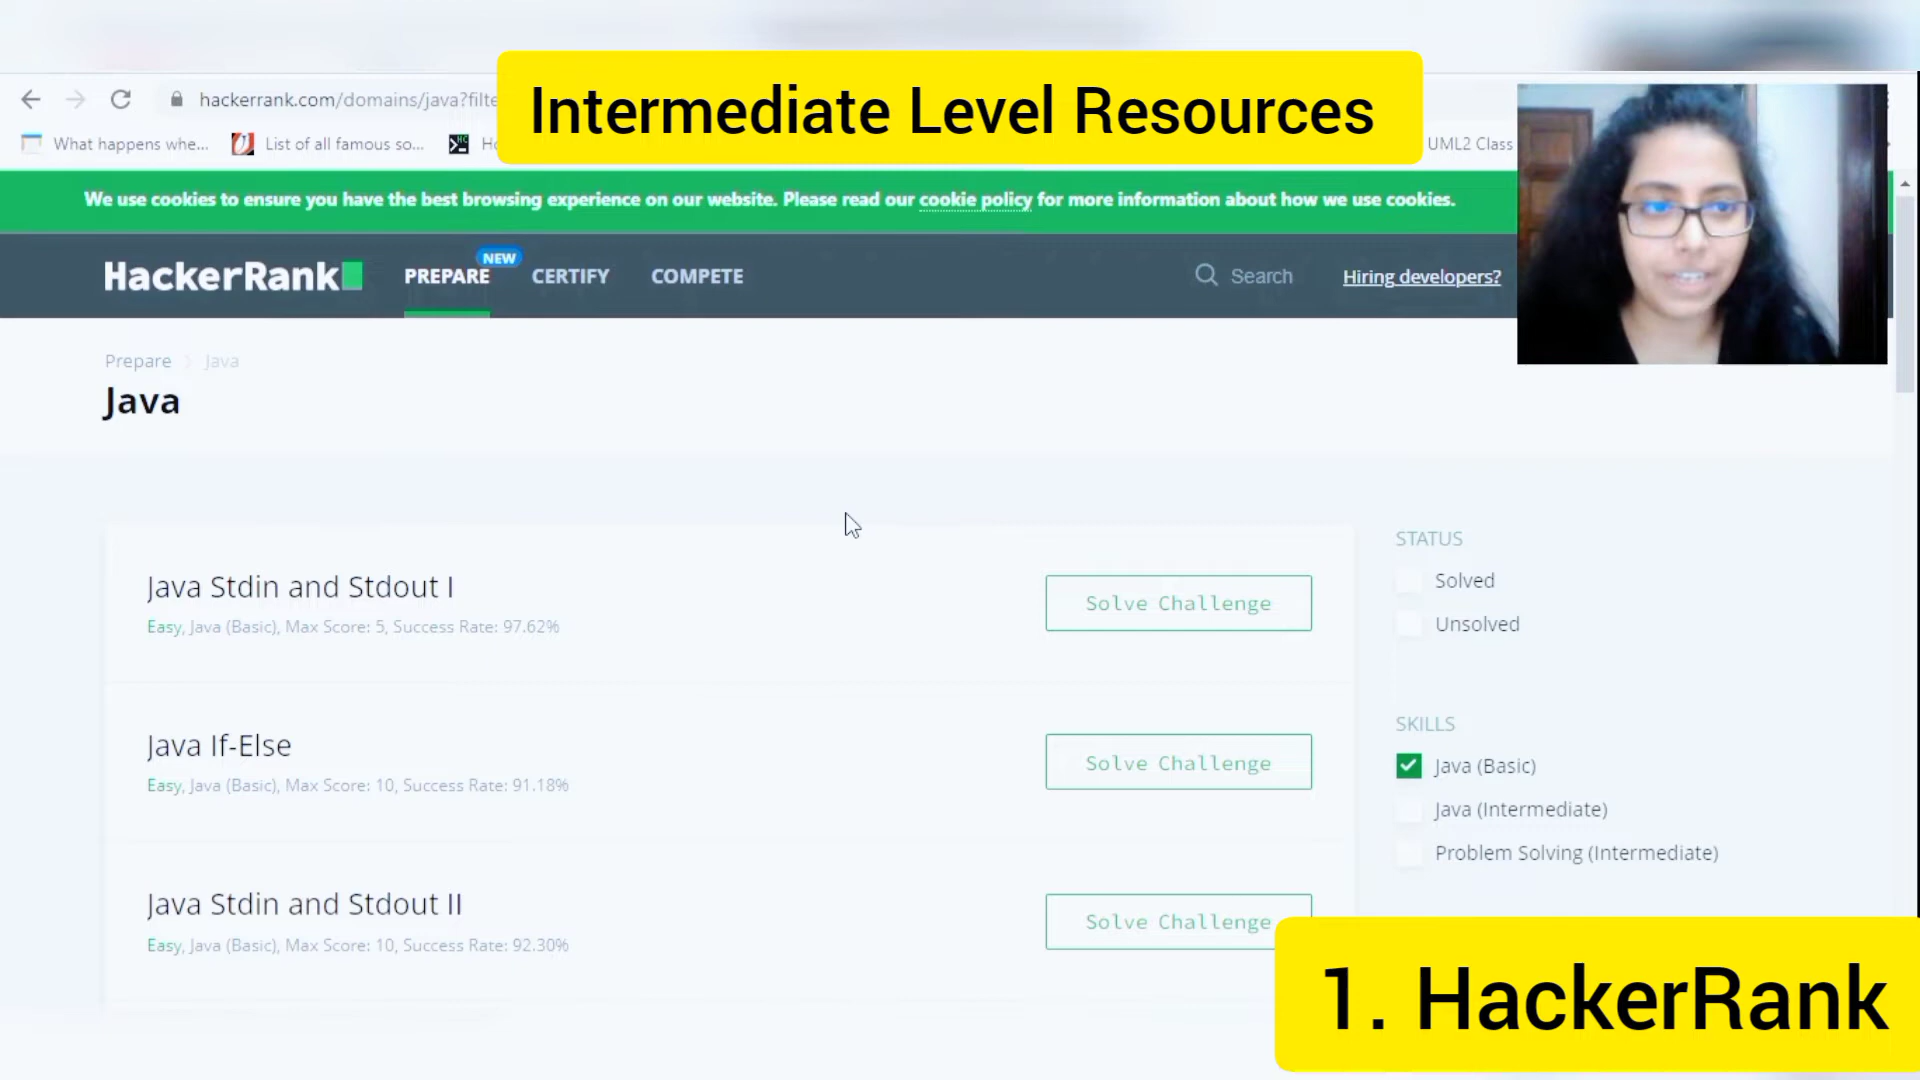 Intermediate Level Resources
hackerrank.com/domains/java?filte
What happens whe... List of all famous so... UML2 Class
We use cookies to ensure you have the best browsing experience on our website. Please read our cookie policy for more information about how we use cookies.
HackerRank PREPARE NEW CERTIFY COMPETE Search Hiring developers?
Prepare Java
Java
Java Stdin and Stdout I
Easy, Java (Basic), Max Score: 5, Success Rate: 97.62%
Solve Challenge
Java If-Else
Easy, Java (Basic), Max Score: 10, Success Rate: 91.18%
Solve Challenge
Java Stdin and Stdout II
Easy, Java (Basic), Max Score: 10, Success Rate: 92.30%
Solve Challenge
STATUS
Solved
Unsolved
SKILLS
Java (Basic)
Java (Intermediate)
Problem Solving (Intermediate)
1. HackerRank